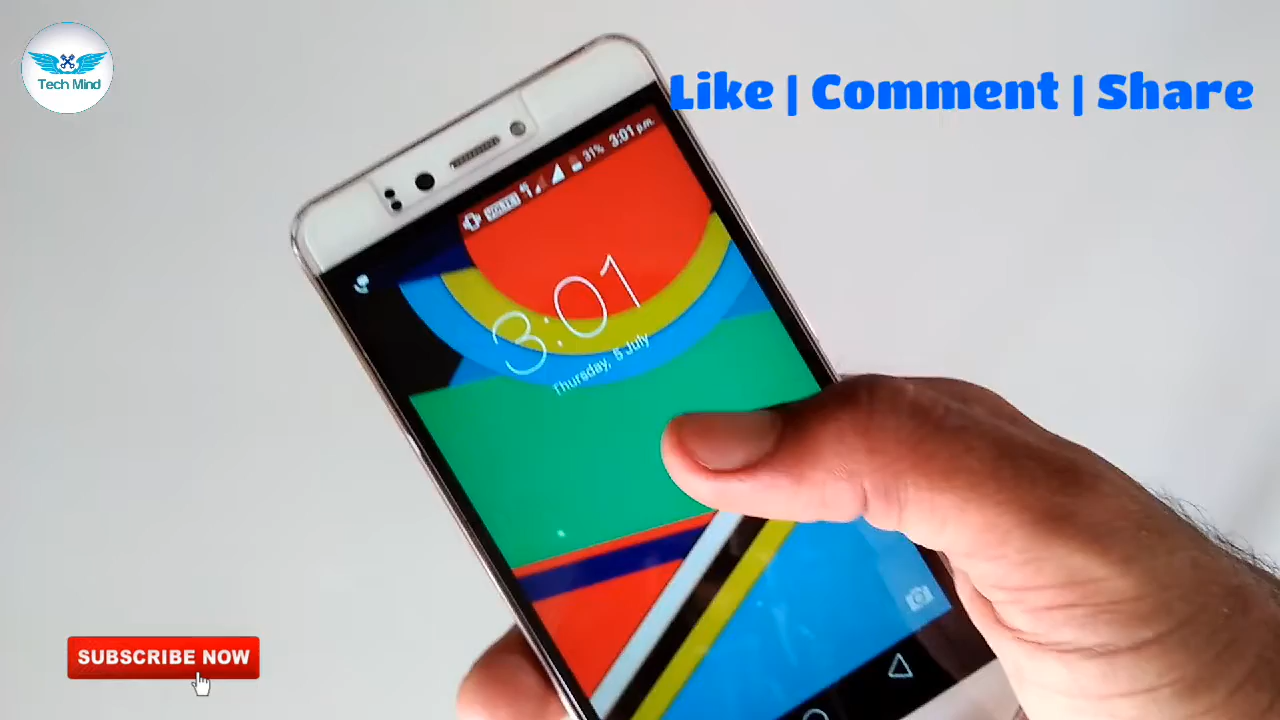 Tech Mind
Like | Comment | Share
31% 3:01 p.m.
3:01
Thursday, 5 July
SUBSCRIBE NOW